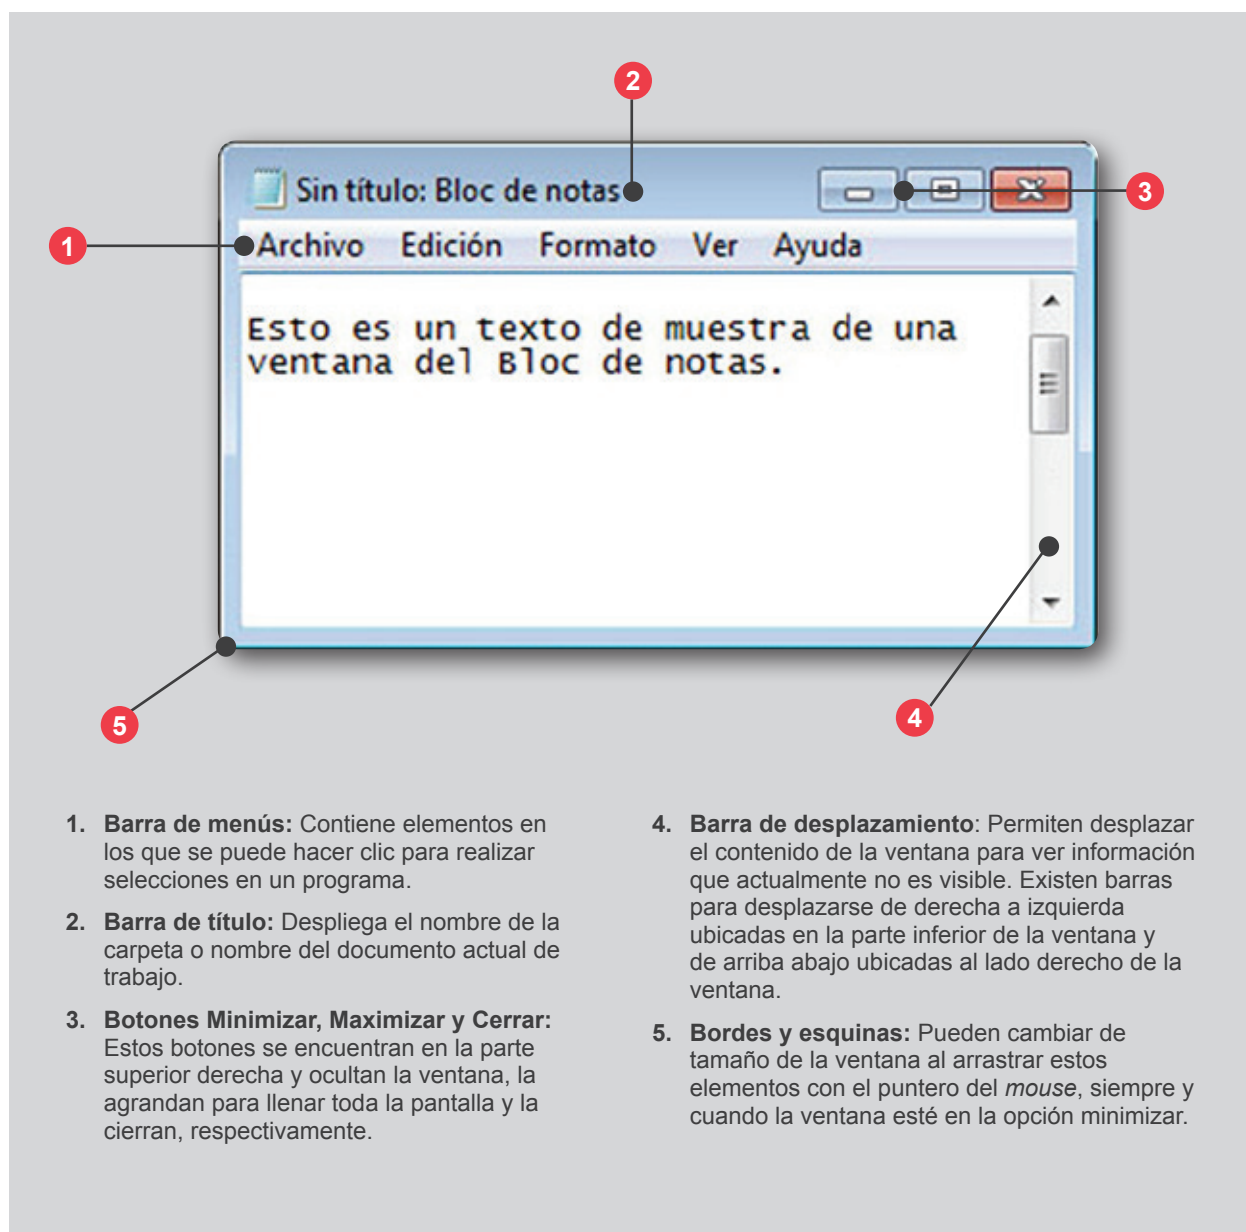 2
Sin título: Bloc de notas
3
1
Archivo Edición Formato Ver Ayuda
Esto es un texto de muestra de una
ventana del Bloc de notas.
5
4
1. Barra de menús: Contiene elementos en
los que se puede hacer clic para realizar
selecciones en un programa.
2. Barra de título: Despliega el nombre de la
carpeta o nombre del documento actual de
trabajo.
3. Botones Minimizar, Maximizar y Cerrar:
Estos botones se encuentran en la parte
superior derecha y ocultan la ventana, la
agrandan para llenar toda la pantalla y la
cierran, respectivamente.
4. Barra de desplazamiento: Permiten desplazar
el contenido de la ventana para ver información
que actualmente no es visible. Existen barras
para desplazarse de derecha a izquierda
ubicadas en la parte inferior de la ventana y
de arriba abajo ubicadas al lado derecho de la
ventana.
5. Bordes y esquinas: Pueden cambiar de
tamaño de la ventana al arrastrar estos
elementos con el puntero del mouse, siempre y
cuando la ventana esté en la opción minimizar.